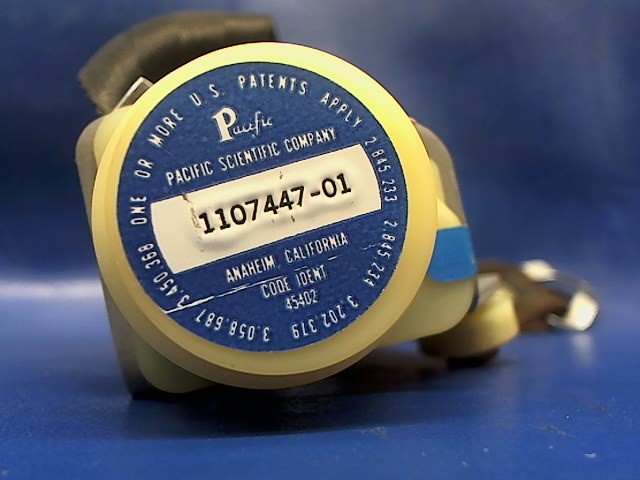 ONE OR MORE U.S. PATENTS APPLY
2 845 233 2 845 234 3,202,379 3,058,687 3,450,368
Pacific
PACIFIC SCIENTIFIC COMPANY
1107447-01
ANAHEIM, CALIFORNIA
CODE IDENT
45402